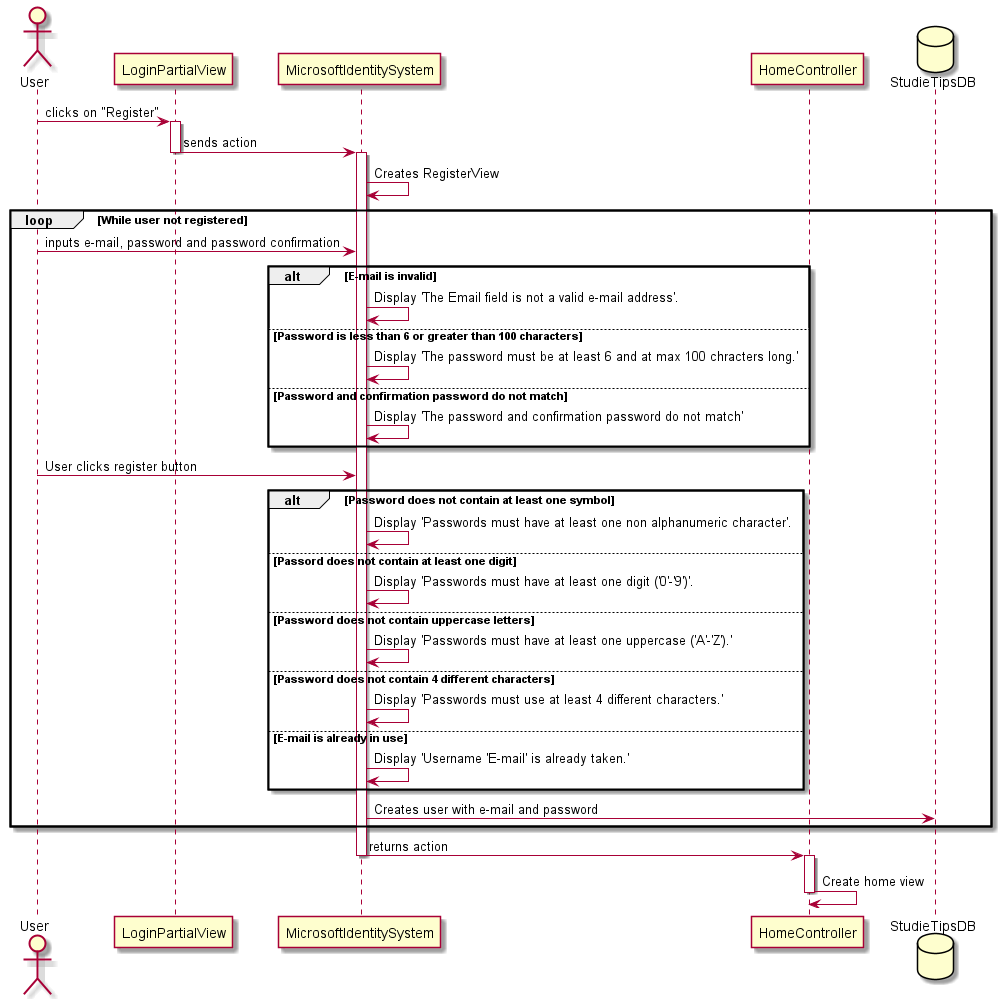 User
LoginPartialView
MicrosoftIdentitySystem
HomeController
StudieTipsDB
clicks on "Register"
sends action
Creates RegisterView
loop [While user not registered]
inputs e-mail, password and password confirmation
alt [E-mail is invalid]
Display 'The Email field is not a valid e-mail address'.
[Password is less than 6 or greater than 100 characters]
Display 'The password must be at least 6 and at max 100 chracters long.'
[Password and confirmation password do not match]
Display 'The password and confirmation password do not match'
User clicks register button
alt [Password does not contain at least one symbol]
Display 'Passwords must have at least one non alphanumeric character'.
[Passord does not contain at least one digit]
Display 'Passwords must have at least one digit ('0'-'9')'.
[Password does not contain uppercase letters]
Display 'Passwords must have at least one uppercase ('A'-'Z').'
[Password does not contain 4 different characters]
Display 'Passwords must use at least 4 different characters.'
[E-mail is already in use]
Display 'Username 'E-mail' is already taken.'
Creates user with e-mail and password
returns action
Create home view
User
LoginPartialView
MicrosoftIdentitySystem
HomeController
StudieTipsDB